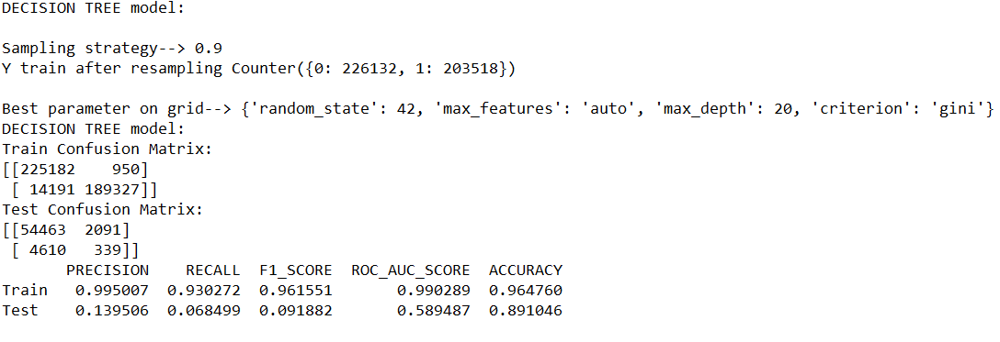 DECISION TREE model:
Sampling strategy--> 0.9
Y train after resampling Counter({0: 226132, 1: 203518})
Best parameter on grid--> {'random_state': 42, 'max_features': 'auto', 'max_depth': 20, 'criterion': 'gini'}
DECISION TREE model:
Train Confusion Matrix:
[[225182    950]
 [ 14191 189327]]
Test Confusion Matrix:
[[54463  2091]
 [ 4610   339]]
       PRECISION    RECALL  F1_SCORE  ROC_AUC_SCORE  ACCURACY
Train   0.995007  0.930272  0.961551       0.990289  0.964760
Test    0.139506  0.068499  0.091882       0.589487  0.891046